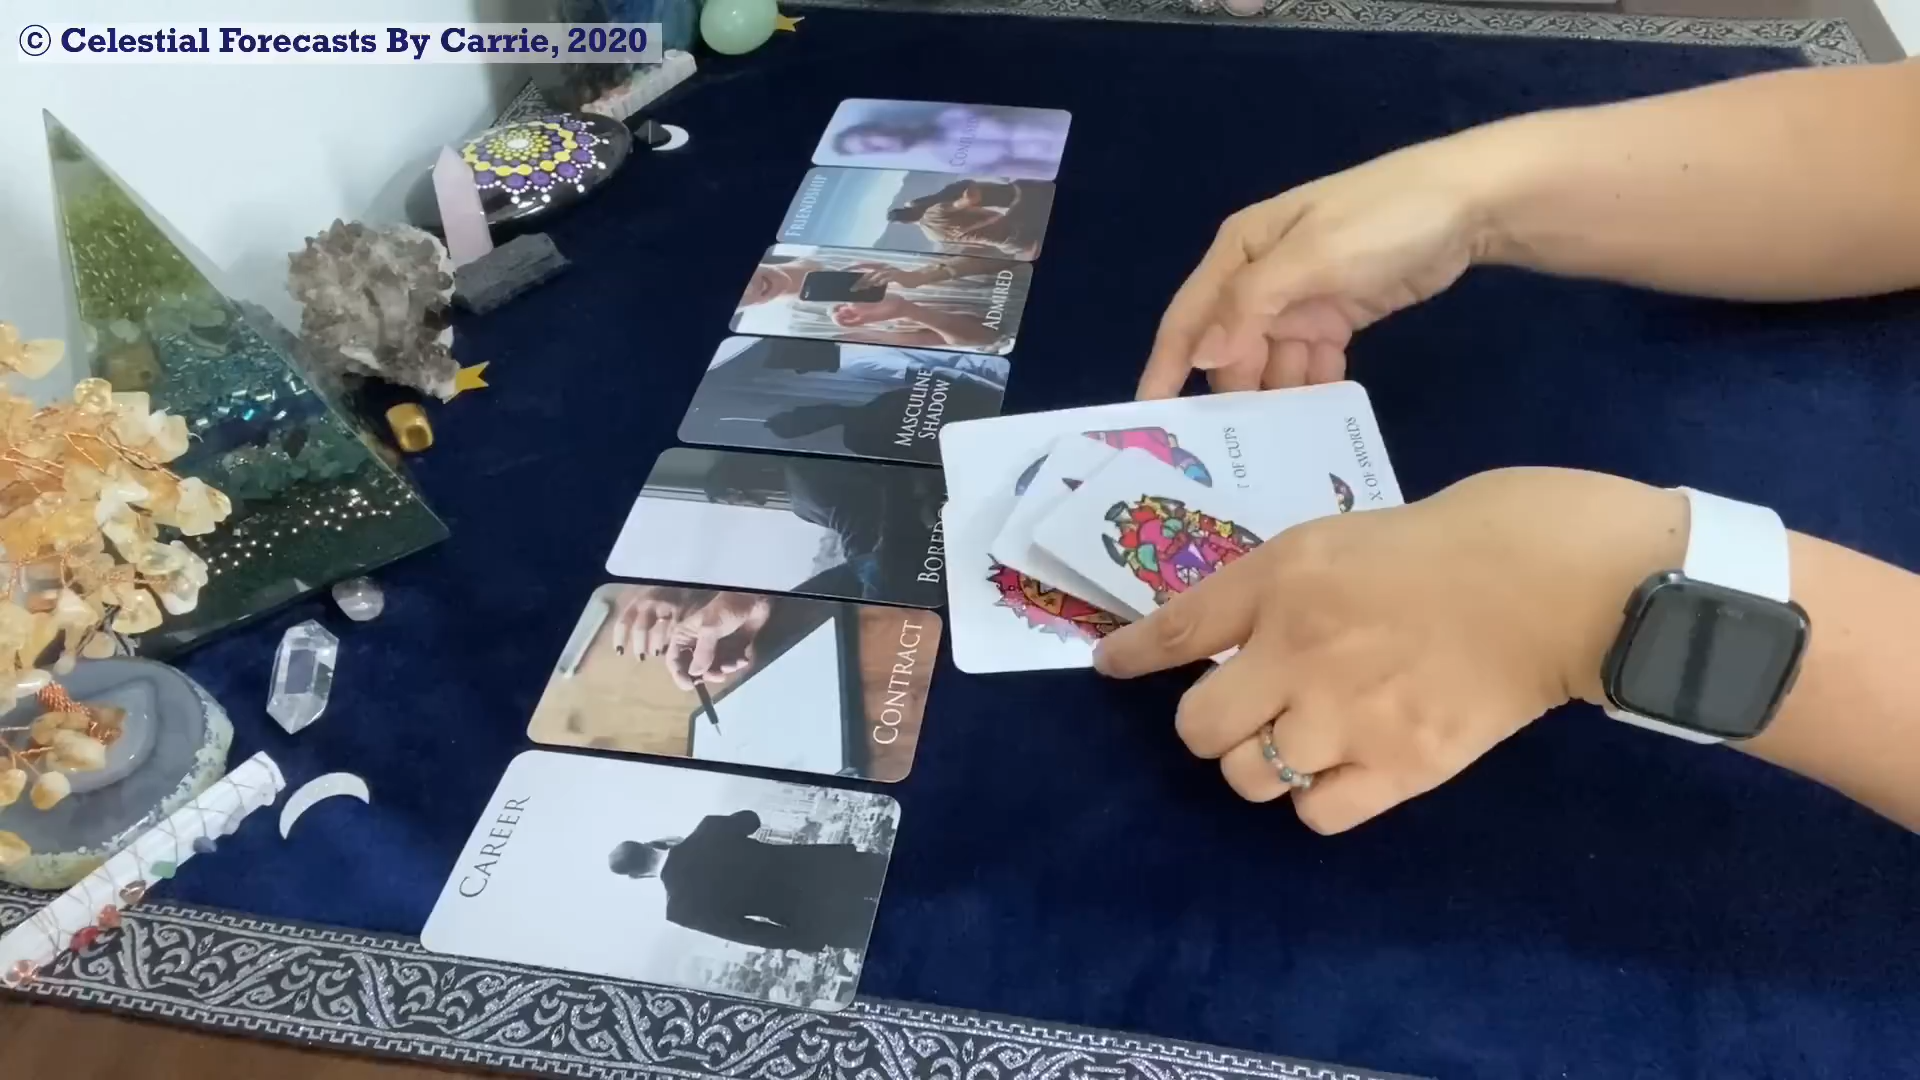 © Celestial Forecasts By Carrie, 2020
FRIENDSHIP
ADMIRED
MASCULINE
SHADOW
CONTRACT
CAREER
OF CUPS
OF SWORDS